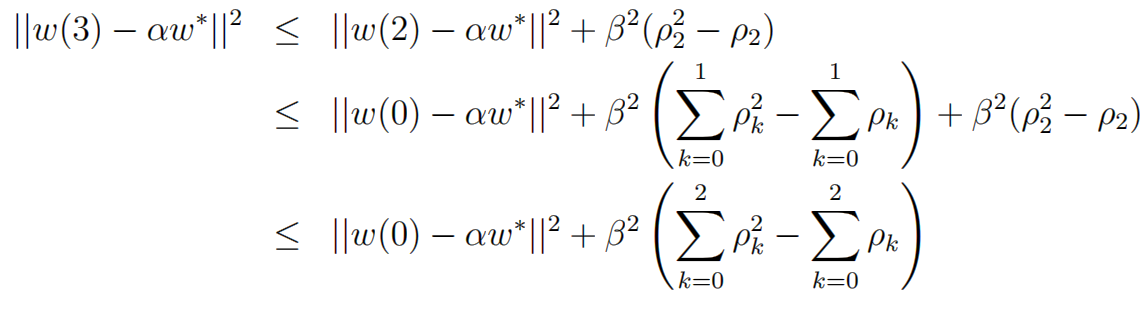 ||w(3) − αw*||² ≤ ||w(2) − αw*||² + β²(ρ₂² − ρ₂)
≤ ||w(0) − αw*||² + β² (∑_{k=0}^{1} ρ_k² − ∑_{k=0}^{1} ρ_k) + β²(ρ₂² − ρ₂)
≤ ||w(0) − αw*||² + β² (∑_{k=0}^{2} ρ_k² − ∑_{k=0}^{2} ρ_k)